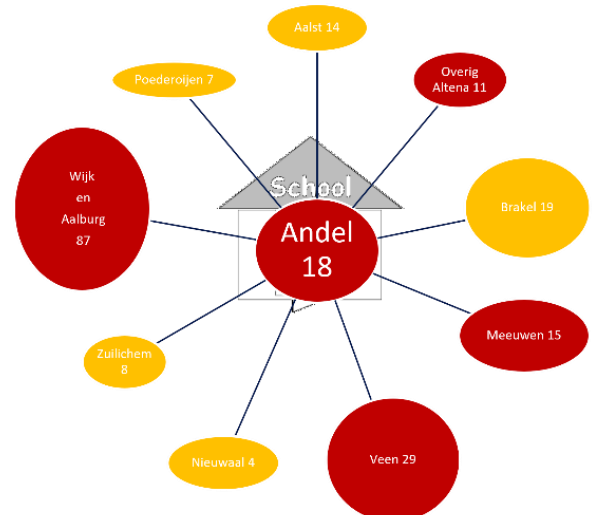 Aalst 14
Poederoijen 7
Overig
Altena 11
School
Wijk
en
Aalburg
87
Andel
18
Brakel 19
Meeuwen 15
Zuilichem
8
Nieuwaal 4
Veen 29